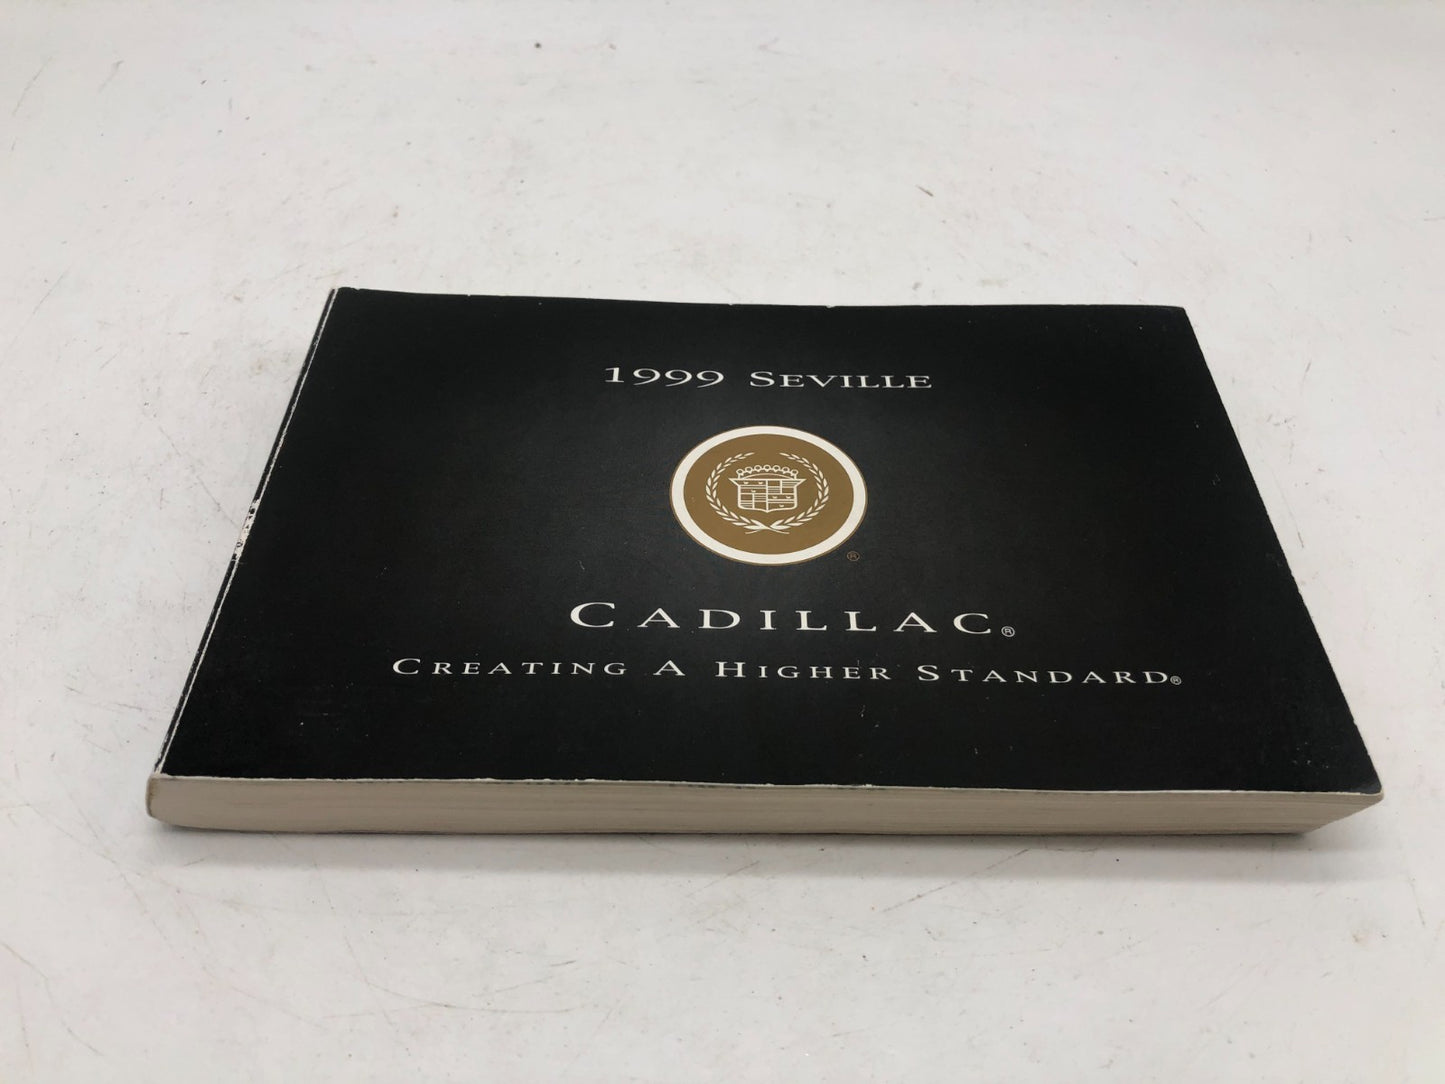 1999 SEVILLE
®
CADILLAC®
CREATING A HIGHER STANDARD®